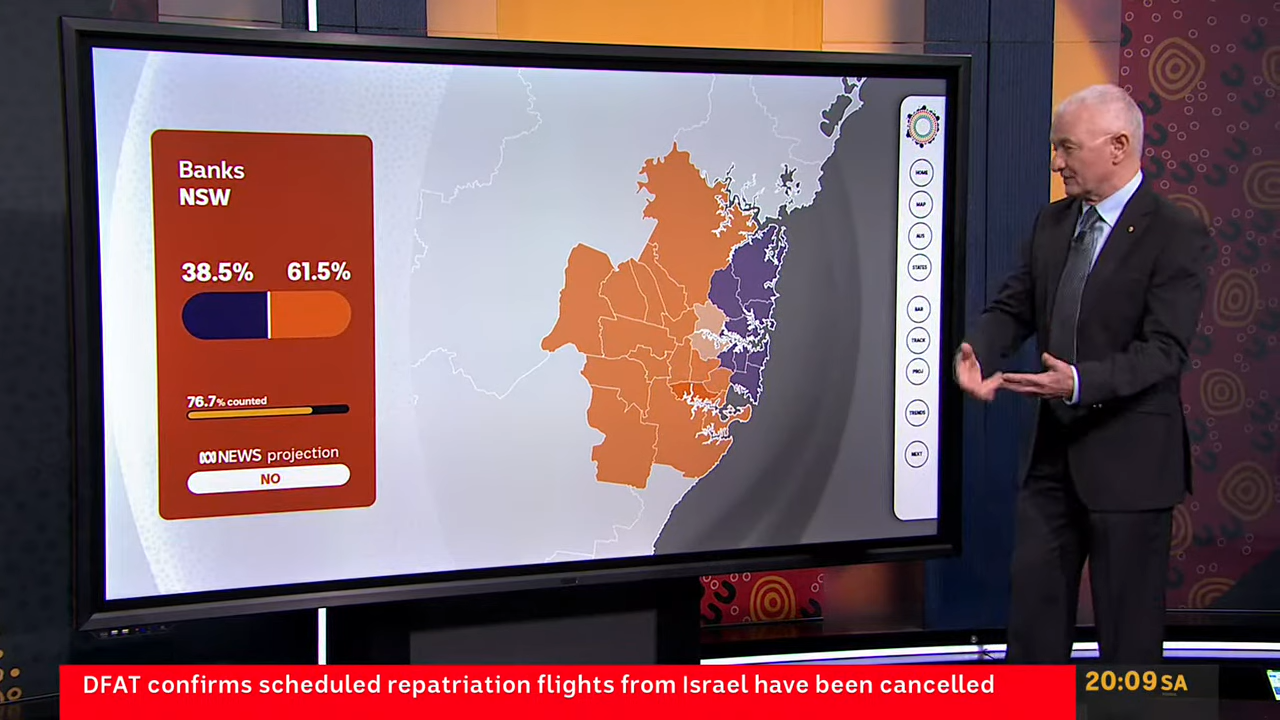 Banks
NSW
38.5% 61.5%
76.7% counted
ABC NEWS projection
NO
HOME
MAP
AUS
STATES
BAR
TRACK
PROJ
TRENDS
NEXT
DFAT confirms scheduled repatriation flights from Israel have been cancelled
20:09 SA